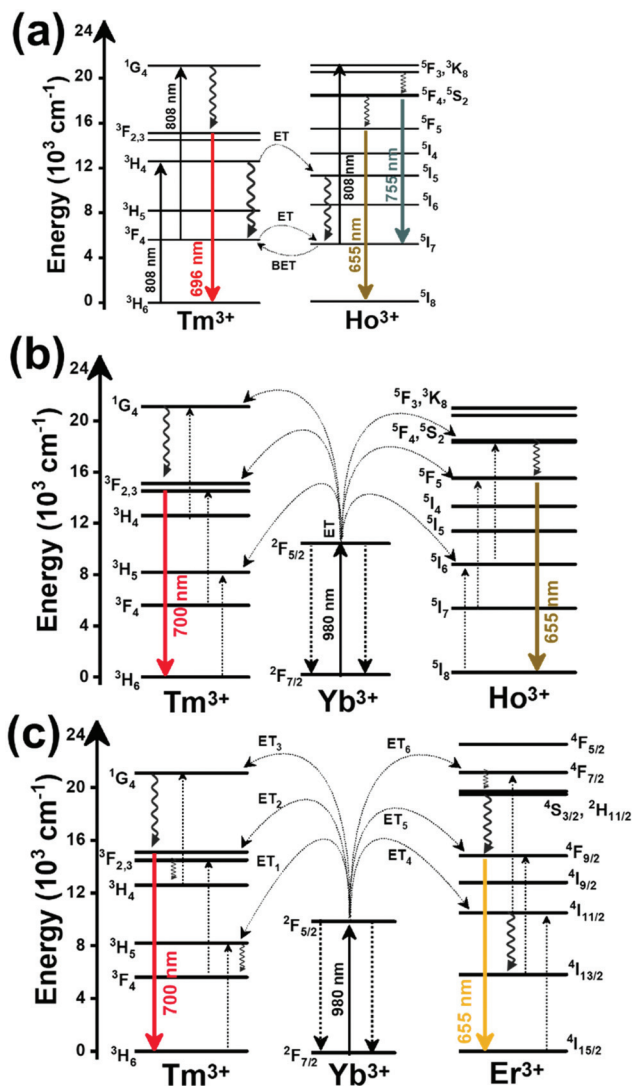 (a)
24
20
16
12
8
4
0
Energy (10³ cm⁻¹)
¹G₄
³F₂,₃
³H₄
³H₅
³F₄
³H₆
808 nm
808 nm
696 nm
ET
ET
BET
808 nm
655 nm
755 nm
⁵F₃,³K₈
⁵F₄,⁵S₂
⁵F₅
⁵I₄
⁵I₅
⁵I₆
⁵I₇
⁵I₈
Tm³⁺
Ho³⁺
(b)
24
20
16
12
8
4
0
Energy (10³ cm⁻¹)
¹G₄
³F₂,₃
³H₄
³H₅
³F₄
³H₆
700 nm
ET
²F₅/₂
980 nm
²F₇/₂
655 nm
⁵F₃,³K₈
⁵F₄,⁵S₂
⁵F₅
⁵I₄
⁵I₅
⁵I₆
⁵I₇
⁵I₈
Tm³⁺
Yb³⁺
Ho³⁺
(c)
24
20
16
12
8
4
0
Energy (10³ cm⁻¹)
¹G₄
³F₂,₃
³H₄
³H₅
³F₄
³H₆
700 nm
ET₃
ET₂
ET₁
ET₆
ET₅
ET₄
²F₅/₂
980 nm
²F₇/₂
655 nm
⁴F₅/₂
⁴F₇/₂
⁴S₃/₂, ²H₁₁/₂
⁴F₉/₂
⁴I₉/₂
⁴I₁₁/₂
⁴I₁₃/₂
⁴I₁₅/₂
Tm³⁺
Yb³⁺
Er³⁺